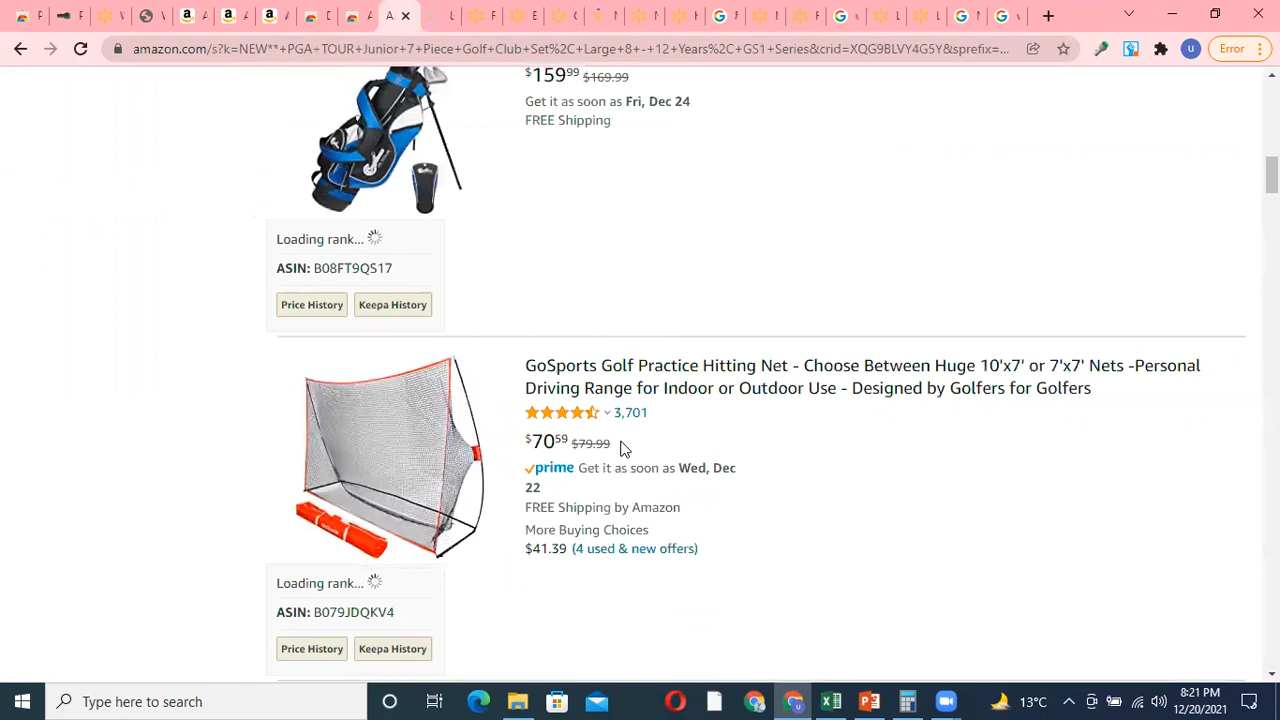 amazon.com/s?k=NEW**+PGA+TOUR+Junior+7+Piece+Golf+Club+Set%2C+Large+8+-+12+Years%2C+GS1+Series&crid=XQG9BLVY4G5Y&sprefix=...
u
Error
$159.99 $169.99
Get it as soon as Fri, Dec 24
FREE Shipping
Loading rank...
ASIN: B08FT9QS17
Price History Keepa History
GoSports Golf Practice Hitting Net - Choose Between Huge 10'x7' or 7'x7' Nets -Personal
Driving Range for Indoor or Outdoor Use - Designed by Golfers for Golfers
3,701
$70.59 $79.99
prime Get it as soon as Wed, Dec
22
FREE Shipping by Amazon
More Buying Choices
$41.39 (4 used & new offers)
Loading rank...
ASIN: B079JDQKV4
Price History Keepa History
Type here to search
13°C
8:21 PM
12/20/2021